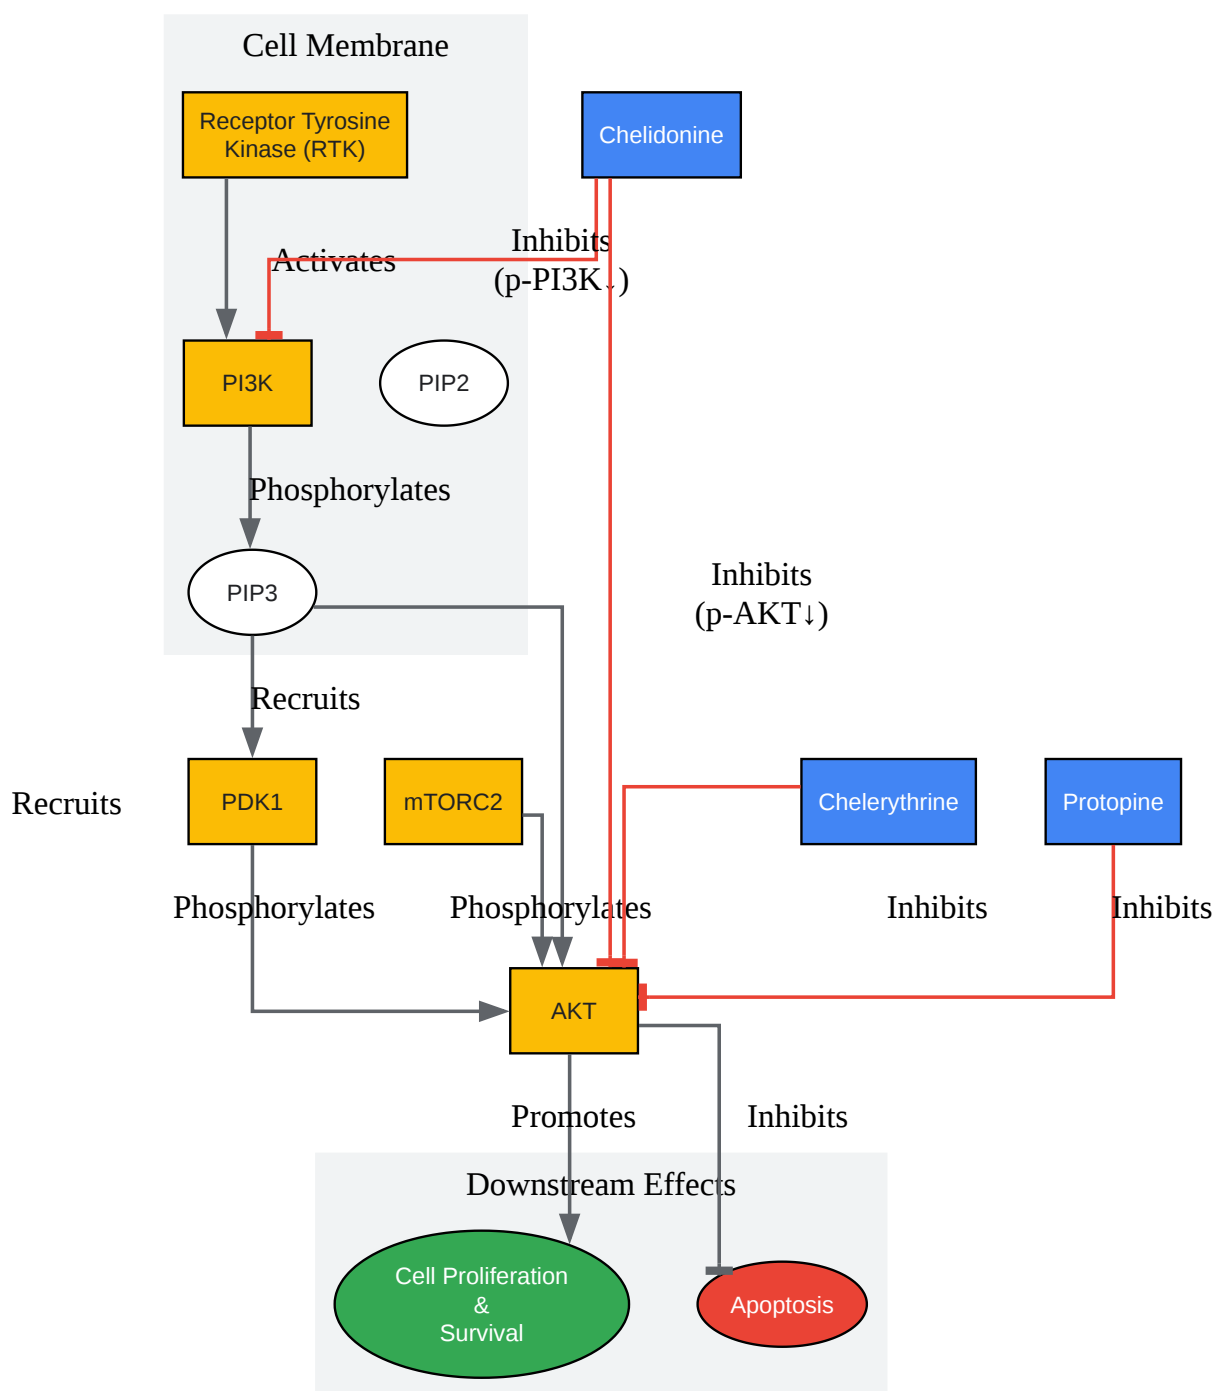 Cell Membrane
Receptor Tyrosine
Kinase (RTK)
Chelidonine
Activates
Inhibits
(p-PI3K↓)
PI3K
PIP2
Phosphorylates
PIP3
Inhibits
(p-AKT↓)
Recruits
Recruits
PDK1
mTORC2
Chelerythrine
Protopine
Phosphorylates
Phosphorylates
Inhibits
Inhibits
AKT
Promotes
Inhibits
Downstream Effects
Cell Proliferation
&
Survival
Apoptosis